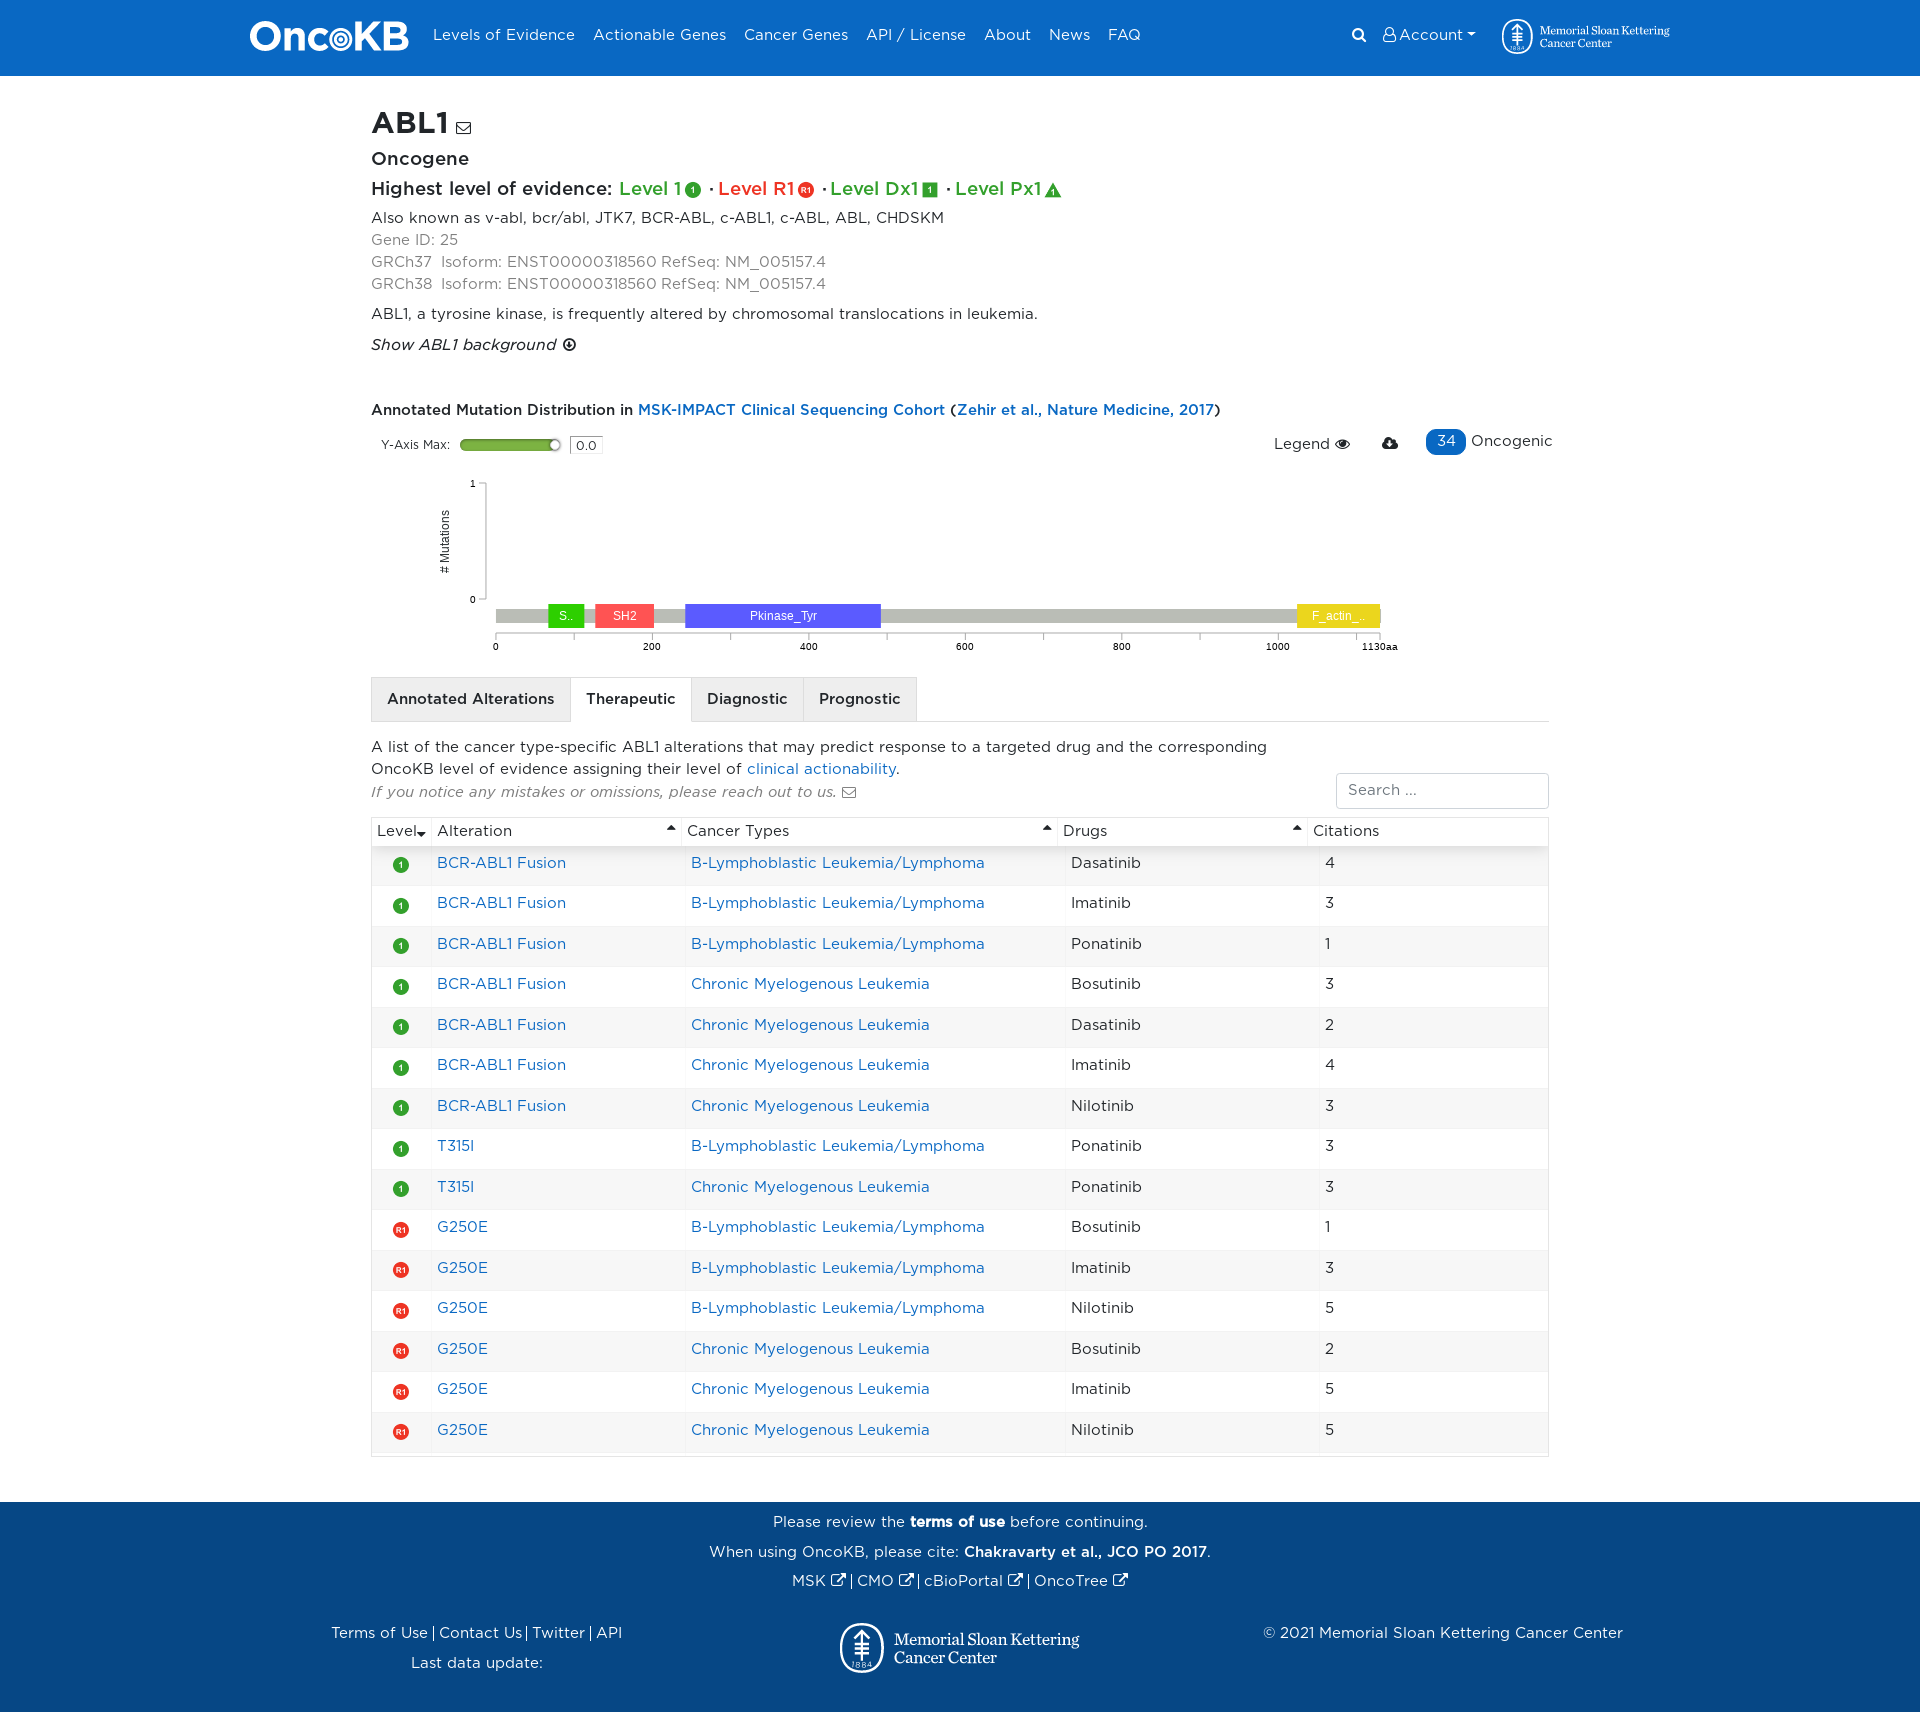 OncoKB Levels of Evidence Actionable Genes Cancer Genes API / License About News FAQ Account Memorial Sloan Kettering Cancer Center 1884
ABL1
Oncogene
Highest level of evidence: Level 1 1 · Level R1 R1 · Level Dx1 1 · Level Px1 1
Also known as v-abl, bcr/abl, JTK7, BCR-ABL, c-ABL1, c-ABL, ABL, CHDSKM
Gene ID: 25
GRCh37 Isoform: ENST00000318560 RefSeq: NM_005157.4
GRCh38 Isoform: ENST00000318560 RefSeq: NM_005157.4
ABL1, a tyrosine kinase, is frequently altered by chromosomal translocations in leukemia.
Show ABL1 background
Annotated Mutation Distribution in MSK-IMPACT Clinical Sequencing Cohort (Zehir et al., Nature Medicine, 2017)
Y-Axis Max: 0.0 Legend 34 Oncogenic
1
# Mutations
0
S.. SH2 Pkinase_Tyr F_actin_..
0 200 400 600 800 1000 1130aa
Annotated Alterations Therapeutic Diagnostic Prognostic
A list of the cancer type-specific ABL1 alterations that may predict response to a targeted drug and the corresponding
OncoKB level of evidence assigning their level of clinical actionability.
If you notice any mistakes or omissions, please reach out to us.
Search ...
Level Alteration Cancer Types Drugs Citations
1 BCR-ABL1 Fusion B-Lymphoblastic Leukemia/Lymphoma Dasatinib 4
1 BCR-ABL1 Fusion B-Lymphoblastic Leukemia/Lymphoma Imatinib 3
1 BCR-ABL1 Fusion B-Lymphoblastic Leukemia/Lymphoma Ponatinib 1
1 BCR-ABL1 Fusion Chronic Myelogenous Leukemia Bosutinib 3
1 BCR-ABL1 Fusion Chronic Myelogenous Leukemia Dasatinib 2
1 BCR-ABL1 Fusion Chronic Myelogenous Leukemia Imatinib 4
1 BCR-ABL1 Fusion Chronic Myelogenous Leukemia Nilotinib 3
1 T315I B-Lymphoblastic Leukemia/Lymphoma Ponatinib 3
1 T315I Chronic Myelogenous Leukemia Ponatinib 3
R1 G250E B-Lymphoblastic Leukemia/Lymphoma Bosutinib 1
R1 G250E B-Lymphoblastic Leukemia/Lymphoma Imatinib 3
R1 G250E B-Lymphoblastic Leukemia/Lymphoma Nilotinib 5
R1 G250E Chronic Myelogenous Leukemia Bosutinib 2
R1 G250E Chronic Myelogenous Leukemia Imatinib 5
R1 G250E Chronic Myelogenous Leukemia Nilotinib 5
Please review the terms of use before continuing.
When using OncoKB, please cite: Chakravarty et al., JCO PO 2017.
MSK | CMO | cBioPortal | OncoTree
Terms of Use | Contact Us | Twitter | API
Last data update:
1884 Memorial Sloan Kettering
Cancer Center
© 2021 Memorial Sloan Kettering Cancer Center